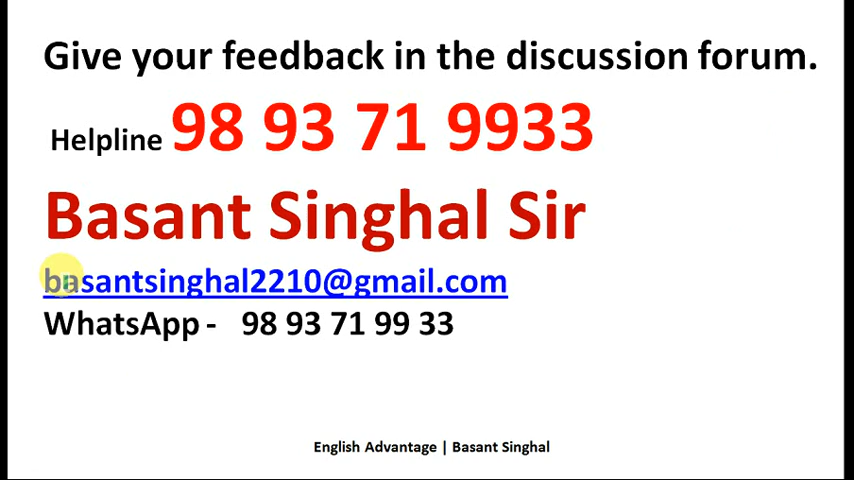 Give your feedback in the discussion forum.
Helpline 98 93 71 9933
Basant Singhal Sir
basantsinghal2210@gmail.com
WhatsApp - 98 93 71 99 33
English Advantage | Basant Singhal